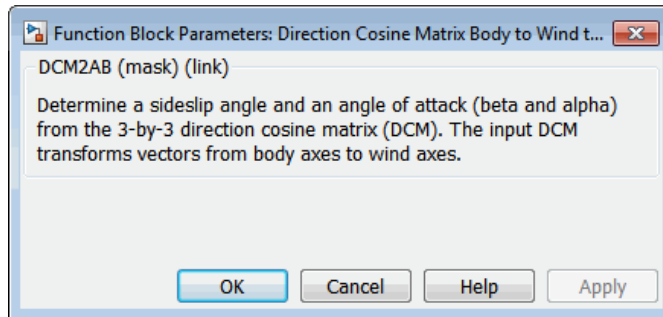 Function Block Parameters: Direction Cosine Matrix Body to Wind t...
DCM2AB (mask) (link)
Determine a sideslip angle and an angle of attack (beta and alpha)
from the 3-by-3 direction cosine matrix (DCM). The input DCM
transforms vectors from body axes to wind axes.
OK Cancel Help Apply